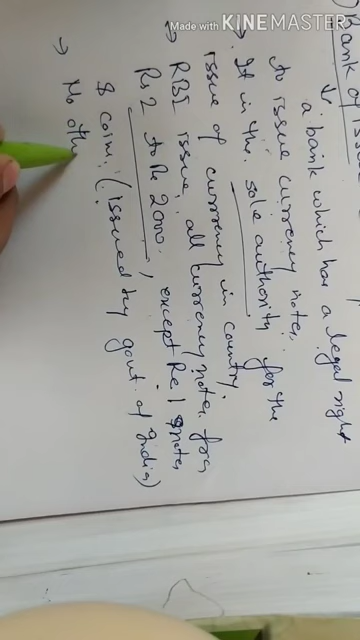 Made with KINEMASTER
) Bank of issue
↓
a bank which has a legal right
to issue currency notes.
→ It is the sole authority for the
issue of currency in country.
⇒ RBI issue, all currency notes from
Rs 2 to Rs 2000, except Re 1 notes
& coins, (issued by govt of India)
→ No oth